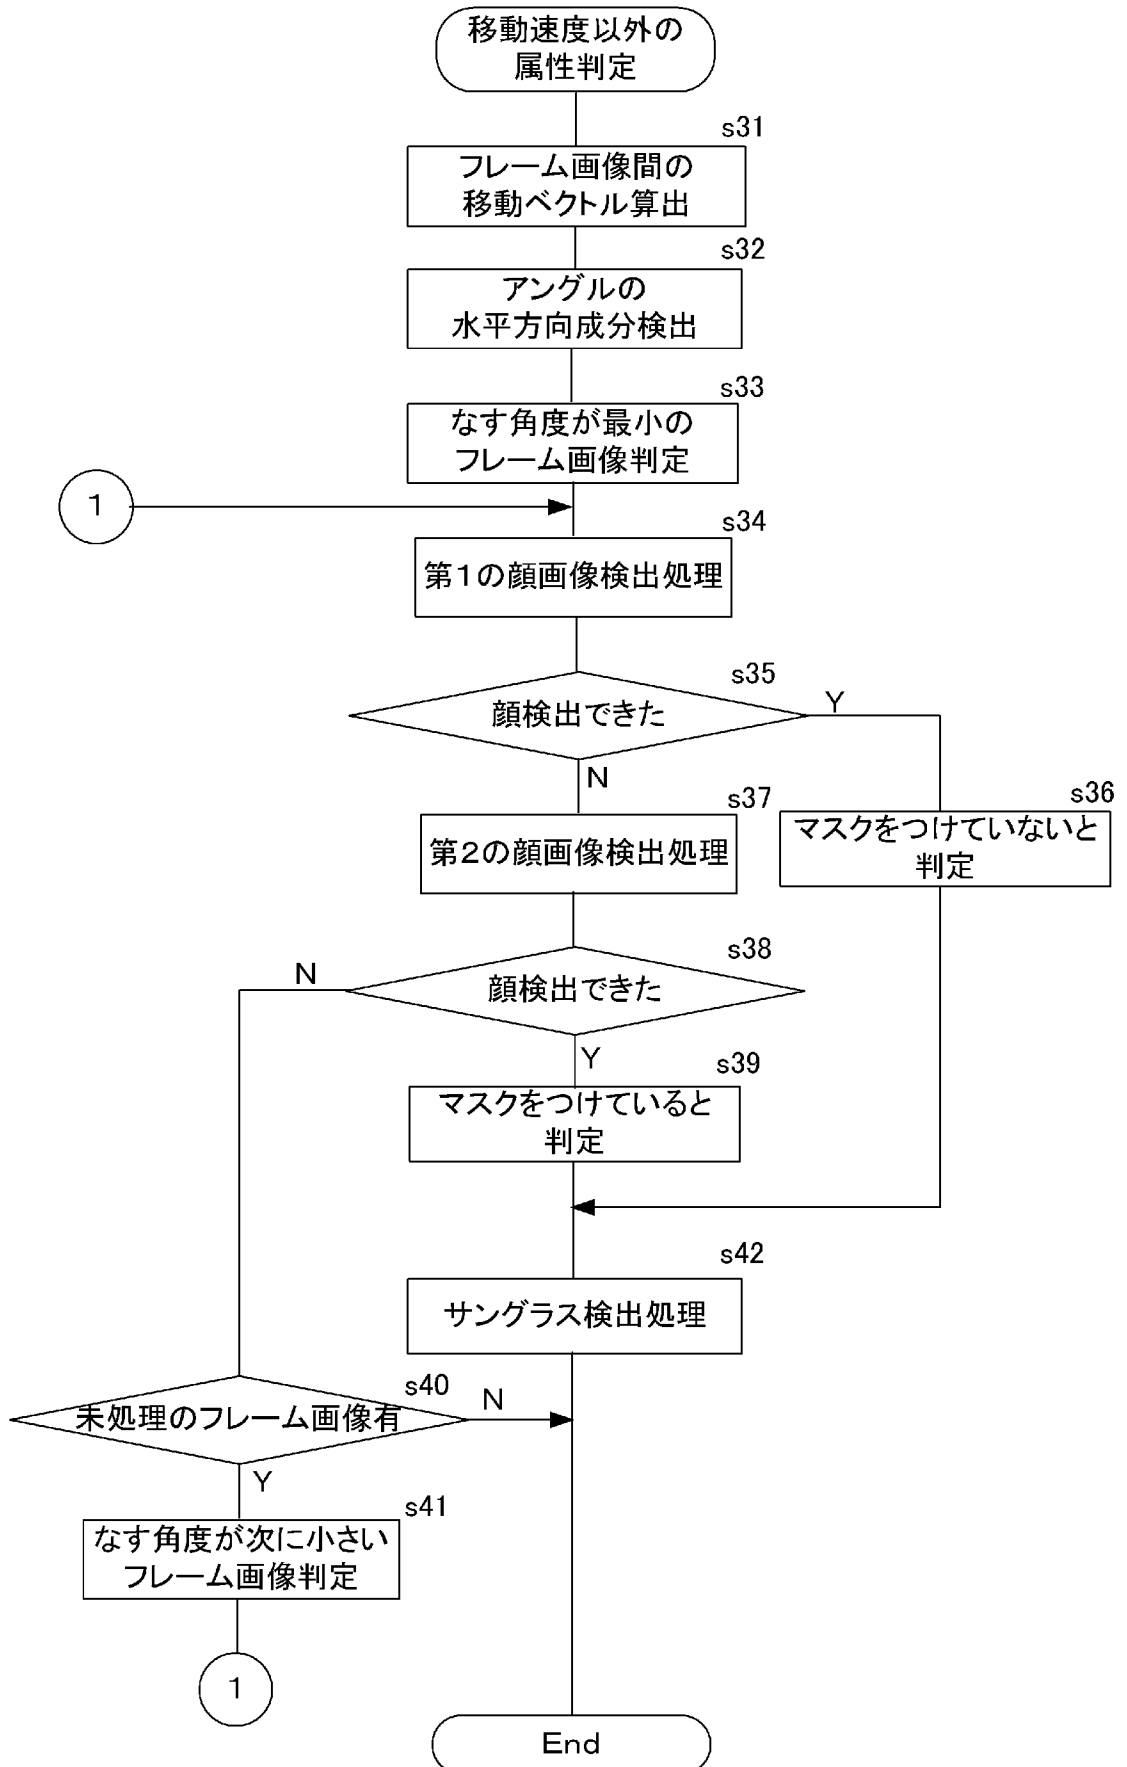 移動速度以外の
属性判定
s31
フレーム画像間の
移動ベクトル算出
s32
アングルの
水平方向成分検出
s33
なす角度が最小の
フレーム画像判定
1
s34
第1の顔画像検出処理
s35
顔検出できた
Y
N
s36
マスクをつけていないと
判定
s37
第2の顔画像検出処理
s38
顔検出できた
N
Y
s39
マスクをつけていると
判定
s42
サングラス検出処理
s40
未処理のフレーム画像有
N
Y
s41
なす角度が次に小さい
フレーム画像判定
1
End